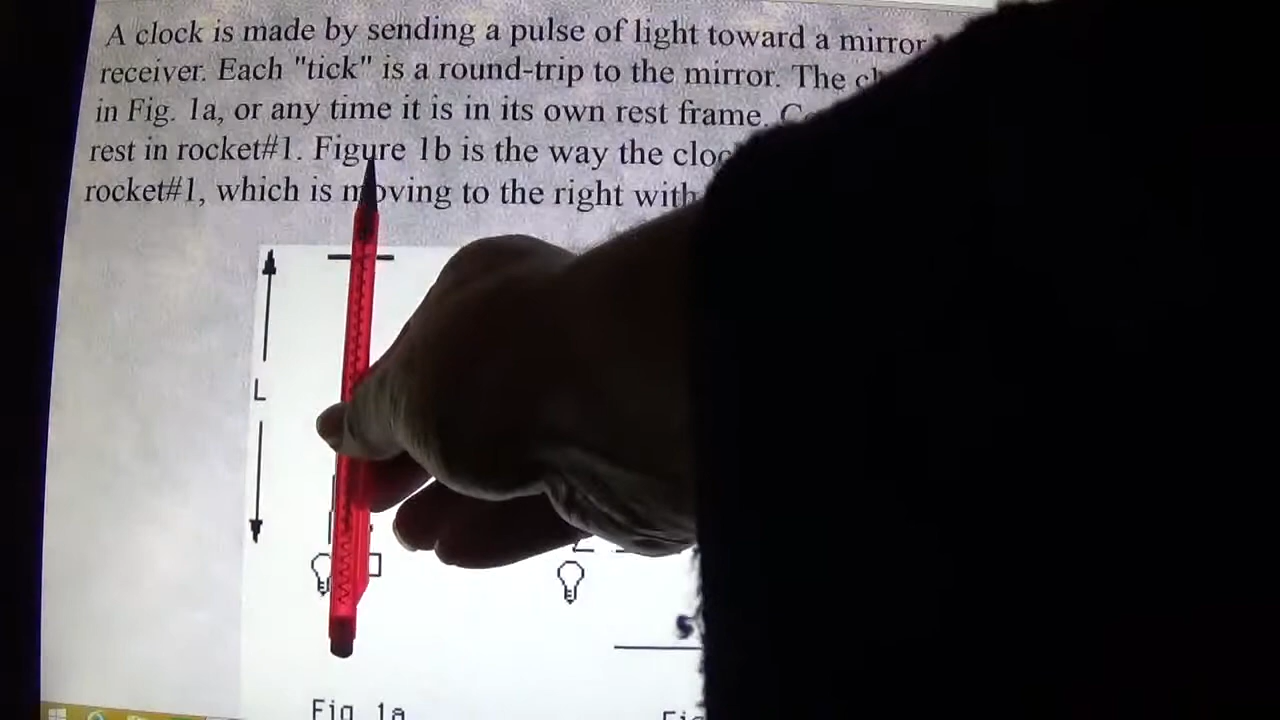 A clock is made by sending a pulse of light toward a mirror
receiver. Each "tick" is a round-trip to the mirror. The
in Fig. 1a, or any time it is in its own rest frame.
rest in rocket#1. Figure 1b is the way the
rocket#1, which is moving to the right with
L
Fig 1a